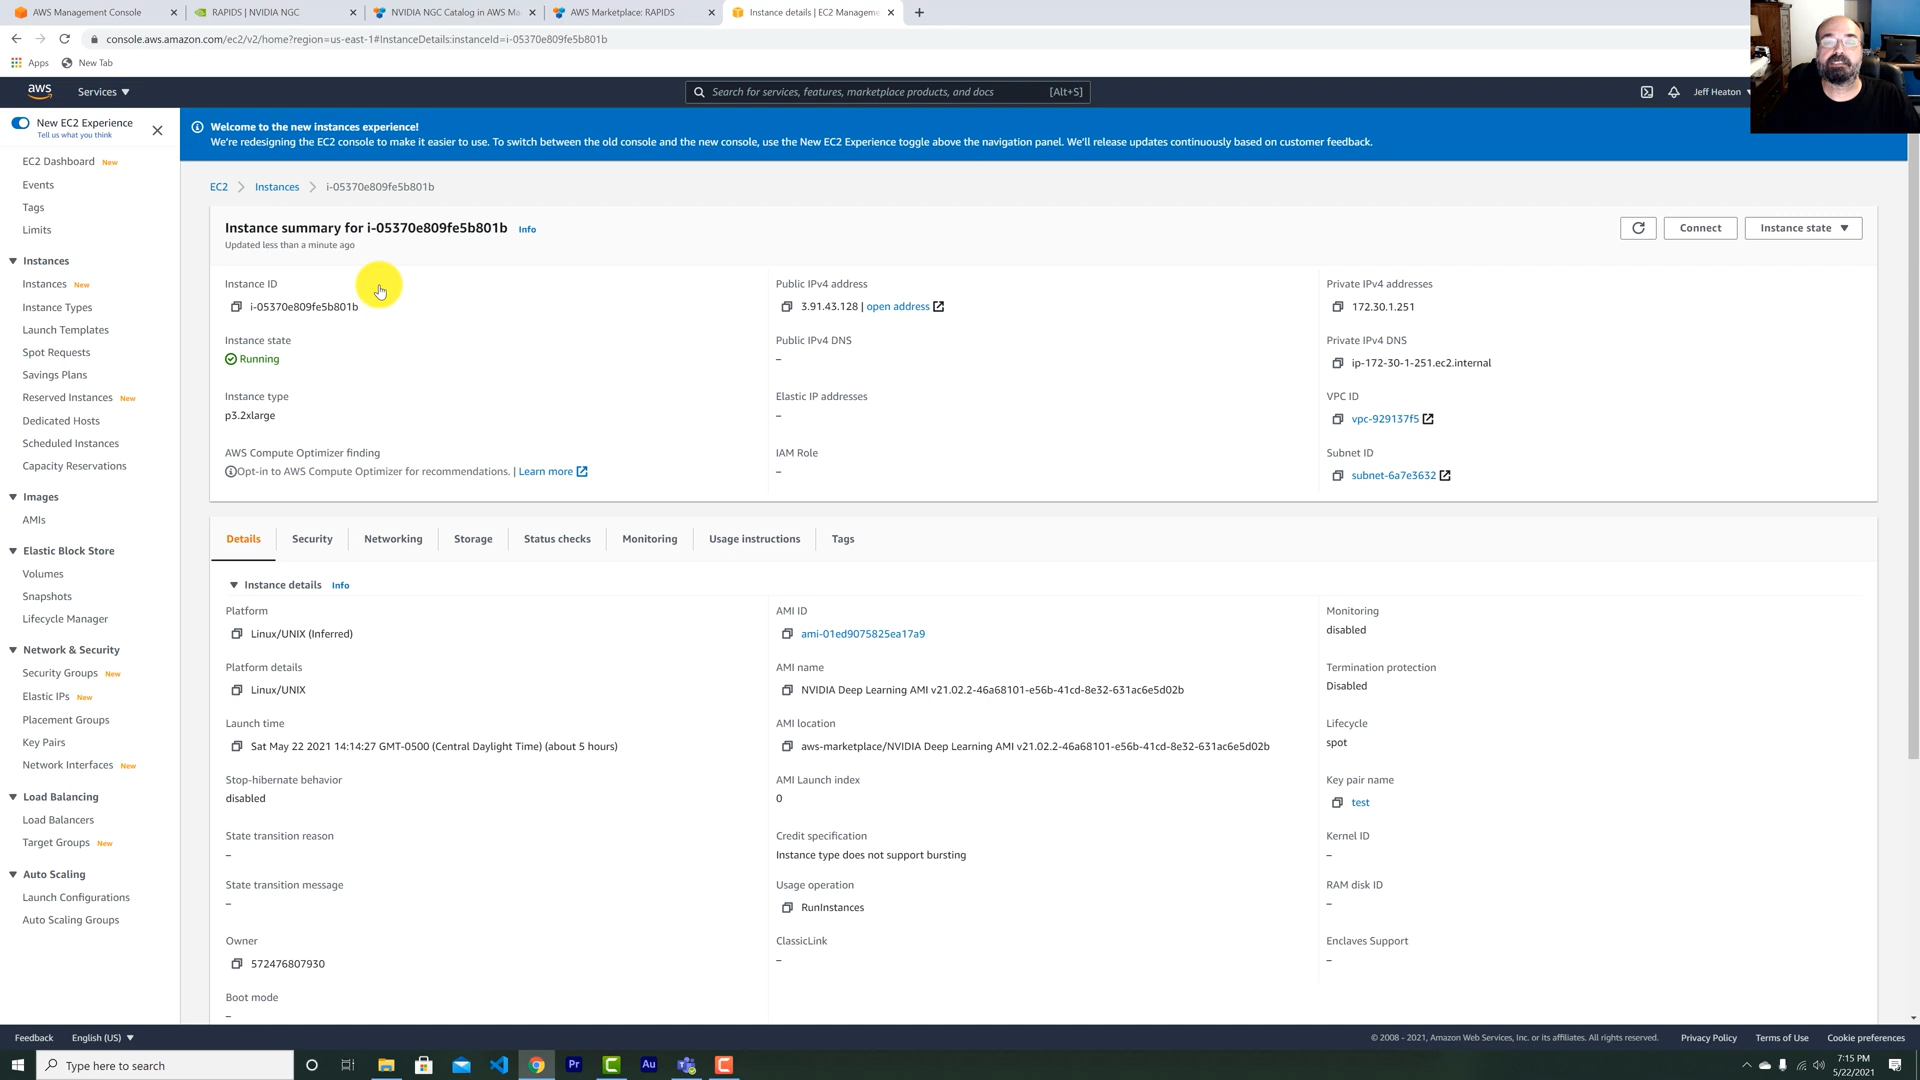 AWS Management Console
RAPIDS | NVIDIA NGC
NVIDIA NGC Catalog in AWS Ma
AWS Marketplace: RAPIDS
Instance details | EC2 Manageme
console.aws.amazon.com/ec2/v2/home?region=us-east-1#InstanceDetails:instanceId=i-05370e809fe5b801b
Apps
New Tab
aws
Services
Search for services, features, marketplace products, and docs
[Alt+S]
Jeff Heaton
New EC2 Experience
Tell us what you think
EC2 Dashboard New
Events
Tags
Limits
Instances
Instances New
Instance Types
Launch Templates
Spot Requests
Savings Plans
Reserved Instances New
Dedicated Hosts
Scheduled Instances
Capacity Reservations
Images
AMIs
Elastic Block Store
Volumes
Snapshots
Lifecycle Manager
Network & Security
Security Groups New
Elastic IPs New
Placement Groups
Key Pairs
Network Interfaces New
Load Balancing
Load Balancers
Target Groups New
Auto Scaling
Launch Configurations
Auto Scaling Groups
Welcome to the new instances experience!
We're redesigning the EC2 console to make it easier to use. To switch between the old console and the new console, use the New EC2 Experience toggle above the navigation panel. We'll release updates continuously based on customer feedback.
EC2
Instances
i-05370e809fe5b801b
Instance summary for i-05370e809fe5b801b Info
Updated less than a minute ago
Connect
Instance state
Instance ID
i-05370e809fe5b801b
Public IPv4 address
3.91.43.128 | open address
Private IPv4 addresses
172.30.1.251
Instance state
Running
Public IPv4 DNS
–
Private IPv4 DNS
ip-172-30-1-251.ec2.internal
Instance type
p3.2xlarge
Elastic IP addresses
–
VPC ID
vpc-929137f5
AWS Compute Optimizer finding
Opt-in to AWS Compute Optimizer for recommendations. | Learn more
IAM Role
–
Subnet ID
subnet-6a7e3632
Details
Security
Networking
Storage
Status checks
Monitoring
Usage instructions
Tags
Instance details Info
Platform
Linux/UNIX (Inferred)
AMI ID
ami-01ed9075825ea17a9
Monitoring
disabled
Platform details
Linux/UNIX
AMI name
NVIDIA Deep Learning AMI v21.02.2-46a68101-e56b-41cd-8e32-631ac6e5d02b
Termination protection
Disabled
Launch time
Sat May 22 2021 14:14:27 GMT-0500 (Central Daylight Time) (about 5 hours)
AMI location
aws-marketplace/NVIDIA Deep Learning AMI v21.02.2-46a68101-e56b-41cd-8e32-631ac6e5d02b
Lifecycle
spot
Stop-hibernate behavior
disabled
AMI Launch index
0
Key pair name
test
State transition reason
–
Credit specification
Instance type does not support bursting
Kernel ID
–
State transition message
–
Usage operation
RunInstances
RAM disk ID
–
Owner
572476807930
ClassicLink
–
Enclaves Support
–
Boot mode
–
Feedback
English (US)
© 2008 - 2021, Amazon Web Services, Inc. or its affiliates. All rights reserved.
Privacy Policy
Terms of Use
Cookie preferences
Type here to search
Pr
Au
7:15 PM
5/22/2021